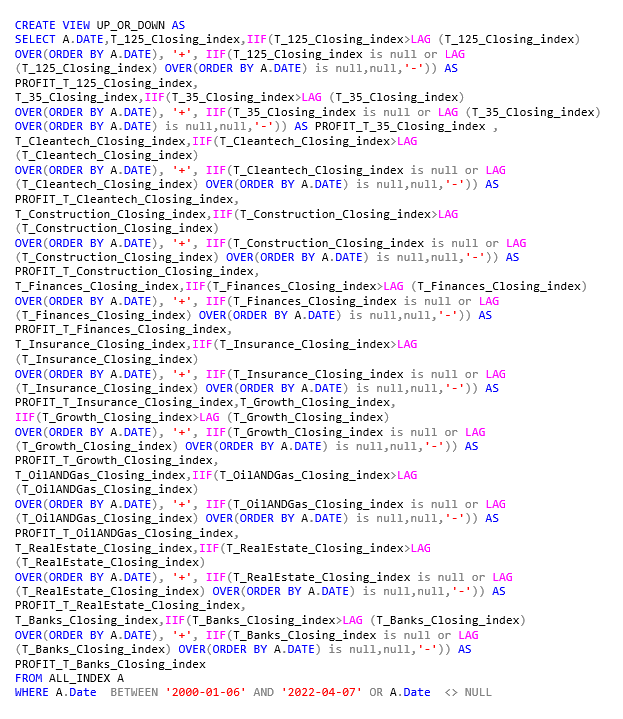 CREATE VIEW UP_OR_DOWN AS
SELECT A.DATE,T_125_Closing_index,IIF(T_125_Closing_index>LAG (T_125_Closing_index)
OVER(ORDER BY A.DATE), '+', IIF(T_125_Closing_index is null or LAG
(T_125_Closing_index) OVER(ORDER BY A.DATE) is null,null,'-')) AS
PROFIT_T_125_Closing_index,
T_35_Closing_index,IIF(T_35_Closing_index>LAG (T_35_Closing_index)
OVER(ORDER BY A.DATE), '+', IIF(T_35_Closing_index is null or LAG (T_35_Closing_index)
OVER(ORDER BY A.DATE) is null,null,'-')) AS PROFIT_T_35_Closing_index ,
T_Cleantech_Closing_index,IIF(T_Cleantech_Closing_index>LAG
(T_Cleantech_Closing_index)
OVER(ORDER BY A.DATE), '+', IIF(T_Cleantech_Closing_index is null or LAG
(T_Cleantech_Closing_index) OVER(ORDER BY A.DATE) is null,null,'-')) AS
PROFIT_T_Cleantech_Closing_index,
T_Construction_Closing_index,IIF(T_Construction_Closing_index>LAG
(T_Construction_Closing_index)
OVER(ORDER BY A.DATE), '+', IIF(T_Construction_Closing_index is null or LAG
(T_Construction_Closing_index) OVER(ORDER BY A.DATE) is null,null,'-')) AS
PROFIT_T_Construction_Closing_index,
T_Finances_Closing_index,IIF(T_Finances_Closing_index>LAG (T_Finances_Closing_index)
OVER(ORDER BY A.DATE), '+', IIF(T_Finances_Closing_index is null or LAG
(T_Finances_Closing_index) OVER(ORDER BY A.DATE) is null,null,'-')) AS
PROFIT_T_Finances_Closing_index,
T_Insurance_Closing_index,IIF(T_Insurance_Closing_index>LAG
(T_Insurance_Closing_index)
OVER(ORDER BY A.DATE), '+', IIF(T_Insurance_Closing_index is null or LAG
(T_Insurance_Closing_index) OVER(ORDER BY A.DATE) is null,null,'-')) AS
PROFIT_T_Insurance_Closing_index,T_Growth_Closing_index,
IIF(T_Growth_Closing_index>LAG (T_Growth_Closing_index)
OVER(ORDER BY A.DATE), '+', IIF(T_Growth_Closing_index is null or LAG
(T_Growth_Closing_index) OVER(ORDER BY A.DATE) is null,null,'-')) AS
PROFIT_T_Growth_Closing_index,
T_OilANDGas_Closing_index,IIF(T_OilANDGas_Closing_index>LAG
(T_OilANDGas_Closing_index)
OVER(ORDER BY A.DATE), '+', IIF(T_OilANDGas_Closing_index is null or LAG
(T_OilANDGas_Closing_index) OVER(ORDER BY A.DATE) is null,null,'-')) AS
PROFIT_T_OilANDGas_Closing_index,
T_RealEstate_Closing_index,IIF(T_RealEstate_Closing_index>LAG
(T_RealEstate_Closing_index)
OVER(ORDER BY A.DATE), '+', IIF(T_RealEstate_Closing_index is null or LAG
(T_RealEstate_Closing_index) OVER(ORDER BY A.DATE) is null,null,'-')) AS
PROFIT_T_RealEstate_Closing_index,
T_Banks_Closing_index,IIF(T_Banks_Closing_index>LAG (T_Banks_Closing_index)
OVER(ORDER BY A.DATE), '+', IIF(T_Banks_Closing_index is null or LAG
(T_Banks_Closing_index) OVER(ORDER BY A.DATE) is null,null,'-')) AS
PROFIT_T_Banks_Closing_index
FROM ALL_INDEX A
WHERE A.Date  BETWEEN '2000-01-06' AND '2022-04-07' OR A.Date  <> NULL